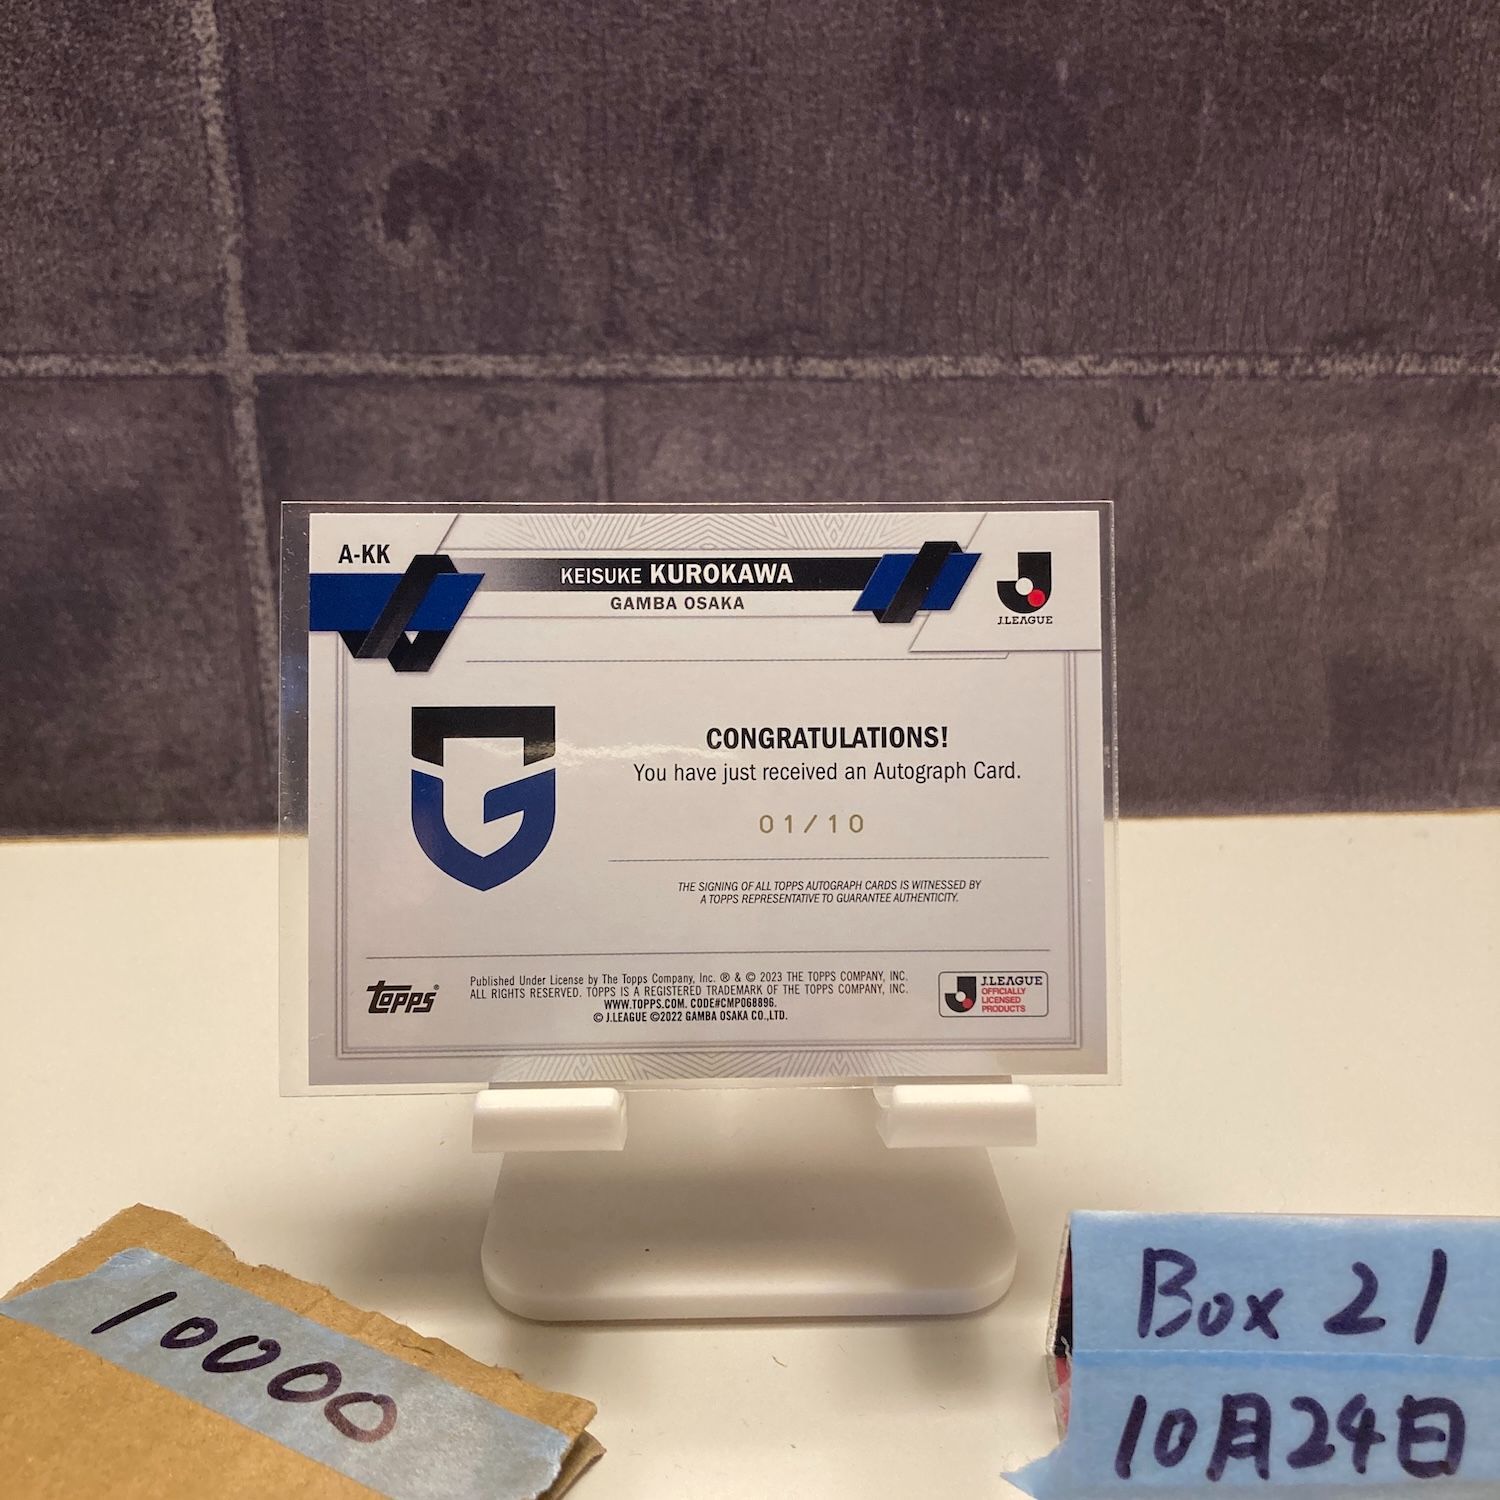 A-KK
KEISUKE KUROKAWA
GAMBA OSAKA
J.LEAGUE
CONGRATULATIONS!
You have just received an Autograph Card.
01/10
THE SIGNING OF ALL TOPPS AUTOGRAPH CARDS IS WITNESSED BY
A TOPPS REPRESENTATIVE TO GUARANTEE AUTHENTICITY.
topps®
Published Under License by The Topps Company, Inc. ® & © 2023 THE TOPPS COMPANY, INC.
ALL RIGHTS RESERVED. TOPPS IS A REGISTERED TRADEMARK OF THE TOPPS COMPANY, INC.
WWW.TOPPS.COM. CODE#CMP068896.
© J.LEAGUE ©2022 GAMBA OSAKA CO.,LTD.
J.LEAGUE
OFFICIALLY
LICENSED
PRODUCTS
10000
Box 21
10月24日